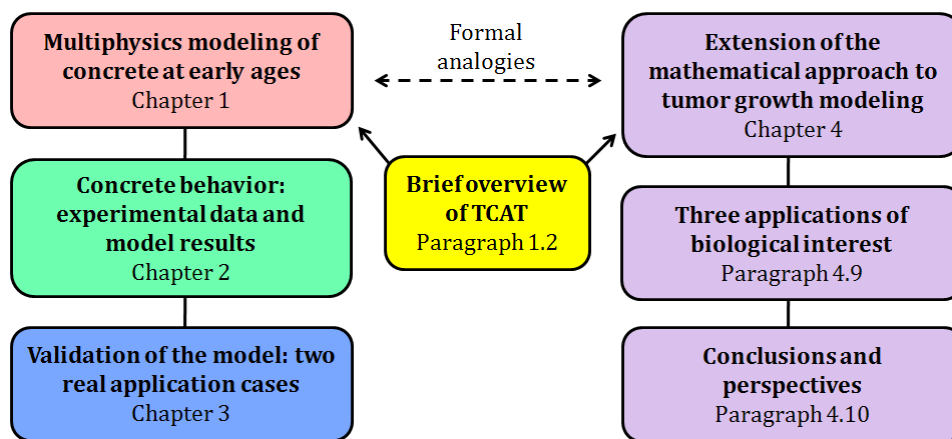 Multiphysics modeling of
concrete at early ages
Chapter 1
Formal
analogies
Extension of the
mathematical approach to
tumor growth modeling
Chapter 4
Concrete behavior:
experimental data and
model results
Chapter 2
Brief overview
of TCAT
Paragraph 1.2
Three applications of
biological interest
Paragraph 4.9
Validation of the model: two
real application cases
Chapter 3
Conclusions and
perspectives
Paragraph 4.10